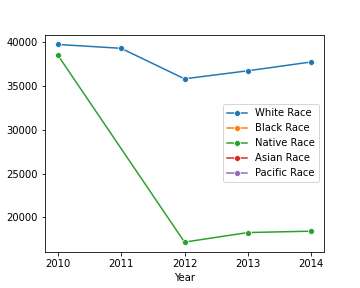 40000
35000
30000
25000
20000
White Race
Black Race
Native Race
Asian Race
Pacific Race
2010 2011 2012 2013 2014
Year